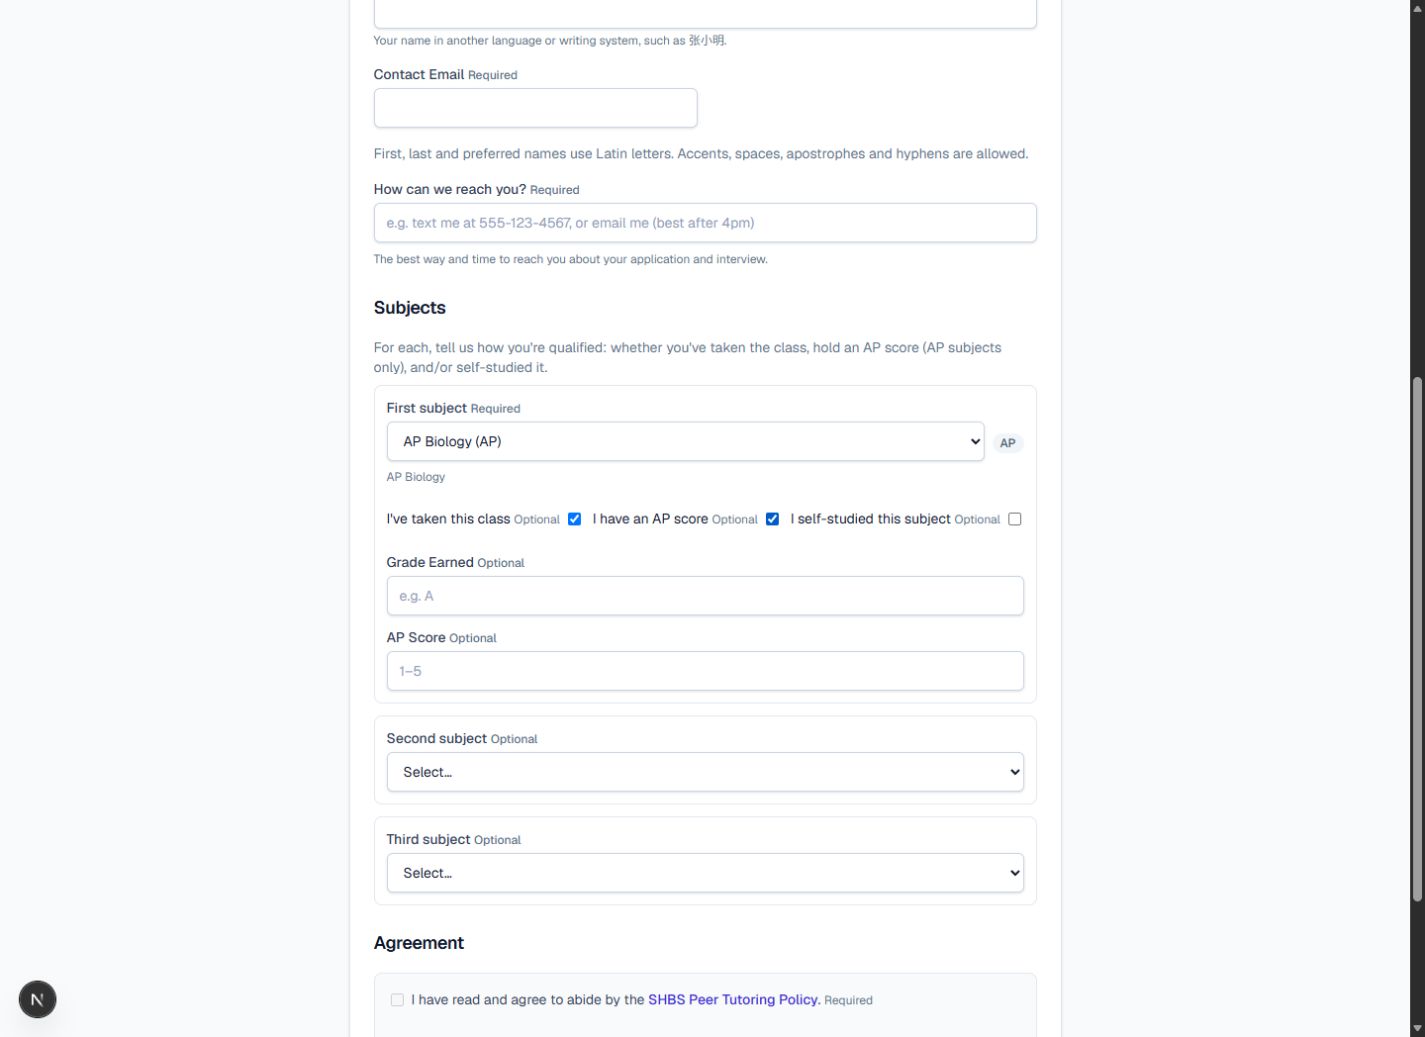 Your name in another language or writing system, such as 张小明.
Contact Email Required
First, last and preferred names use Latin letters. Accents, spaces, apostrophes and hyphens are allowed.
How can we reach you? Required
e.g. text me at 555-123-4567, or email me (best after 4pm)
The best way and time to reach you about your application and interview.
Subjects
For each, tell us how you're qualified: whether you've taken the class, hold an AP score (AP subjects
only), and/or self-studied it.
First subject Required
AP Biology (AP)
AP
AP Biology
I've taken this class Optional I have an AP score Optional I self-studied this subject Optional
Grade Earned Optional
e.g. A
AP Score Optional
1–5
Second subject Optional
Select…
Third subject Optional
Select…
Agreement
I have read and agree to abide by the SHBS Peer Tutoring Policy. Required
N